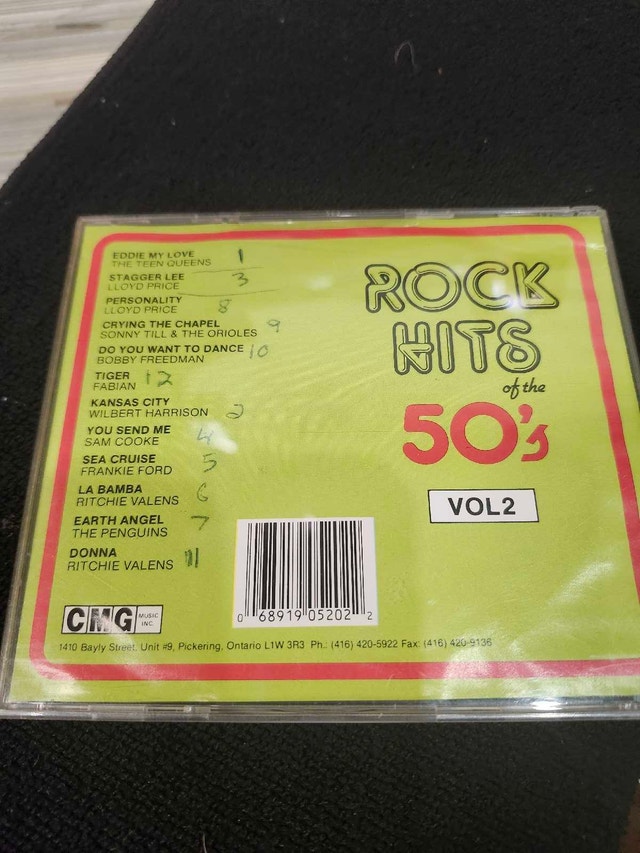 EDDIE MY LOVE 1
THE TEEN QUEENS
STAGGER LEE 3
LLOYD PRICE
PERSONALITY 8
LLOYD PRICE
CRYING THE CHAPEL 9
SONNY TILL & THE ORIOLES
DO YOU WANT TO DANCE 10
BOBBY FREEDMAN
TIGER 12
FABIAN
KANSAS CITY 2
WILBERT HARRISON
YOU SEND ME 4
SAM COOKE
SEA CRUISE 5
FRANKIE FORD
LA BAMBA 6
RITCHIE VALENS
EARTH ANGEL 7
THE PENGUINS
DONNA 11
RITCHIE VALENS
ROCK
HITS
of the
50's
VOL2
0 68919 05202 2
CMG MUSIC INC.
1410 Bayly Street, Unit #9, Pickering, Ontario L1W 3R3 Ph.: (416) 420-5922 Fax: (416) 420-9136